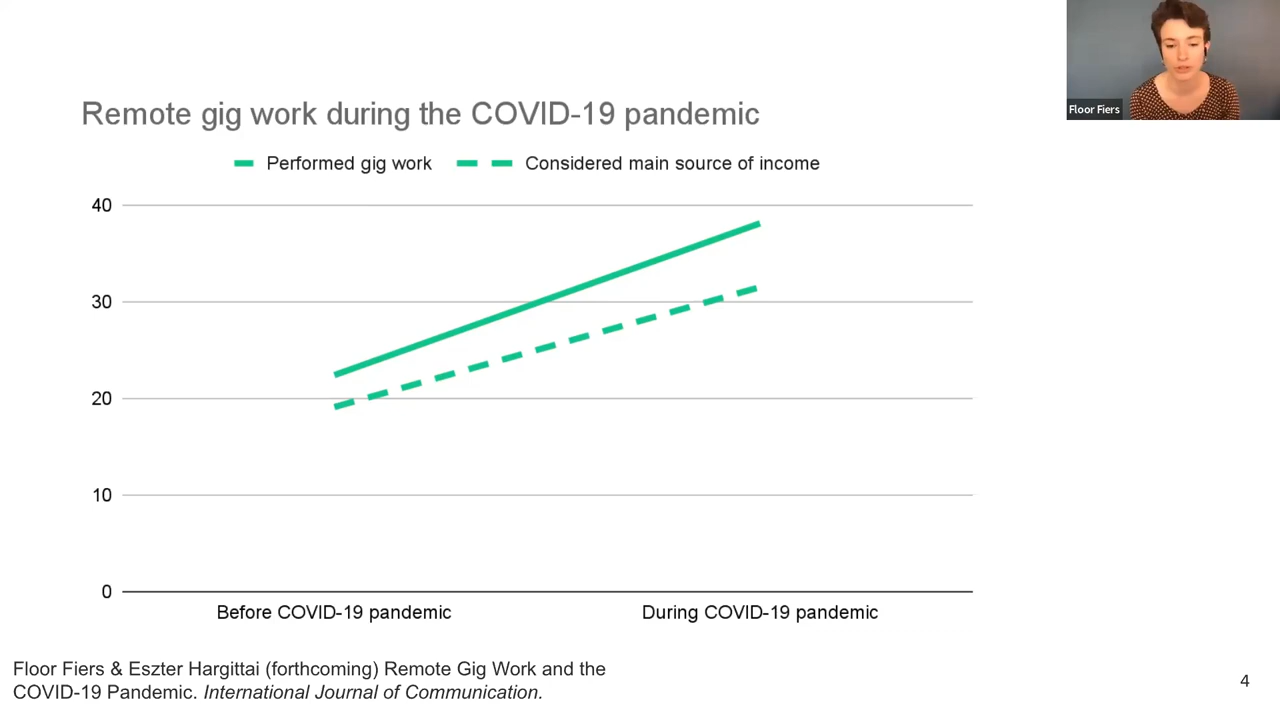 Floor Fiers
Remote gig work during the COVID-19 pandemic
Performed gig work
Considered main source of income
40
30
20
10
0
Before COVID-19 pandemic
During COVID-19 pandemic
Floor Fiers & Eszter Hargittai (forthcoming) Remote Gig Work and the
COVID-19 Pandemic. International Journal of Communication.
4